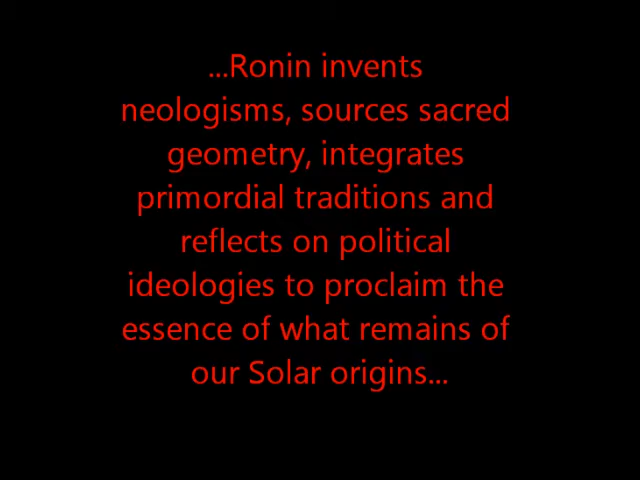 ...Ronin invents
neologisms, sources sacred
geometry, integrates
primordial traditions and
reflects on political
ideologies to proclaim the
essence of what remains of
our Solar origins...